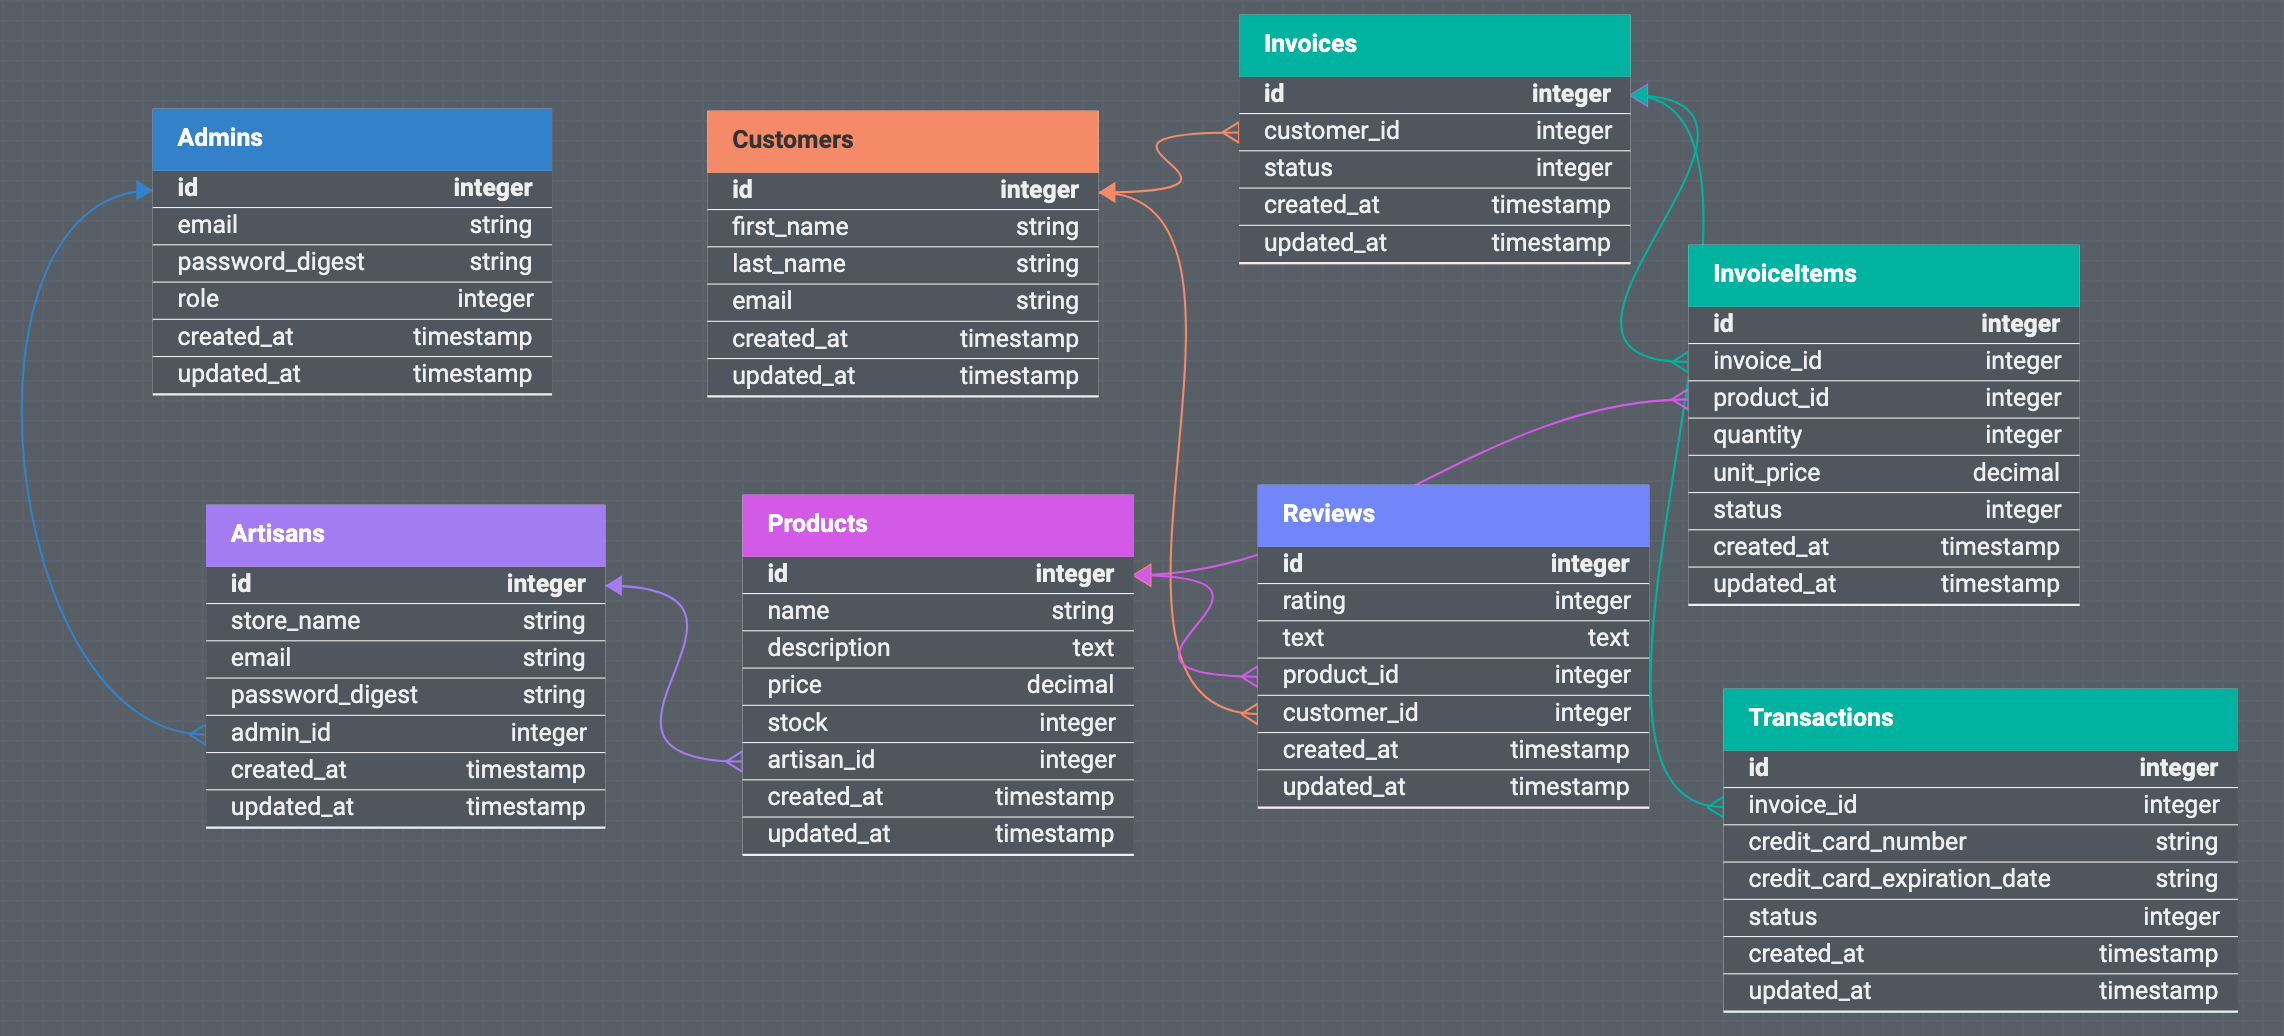 Invoices
id integer
customer_id integer
status integer
created_at timestamp
updated_at timestamp
Admins
id integer
email string
password_digest string
role integer
created_at timestamp
updated_at timestamp
Customers
id integer
first_name string
last_name string
email string
created_at timestamp
updated_at timestamp
InvoiceItems
id integer
invoice_id integer
product_id integer
quantity integer
unit_price decimal
status integer
created_at timestamp
updated_at timestamp
Artisans
id integer
store_name string
email string
password_digest string
admin_id integer
created_at timestamp
updated_at timestamp
Products
id integer
name string
description text
price decimal
stock integer
artisan_id integer
created_at timestamp
updated_at timestamp
Reviews
id integer
rating integer
text text
product_id integer
customer_id integer
created_at timestamp
updated_at timestamp
Transactions
id integer
invoice_id integer
credit_card_number string
credit_card_expiration_date string
status integer
created_at timestamp
updated_at timestamp